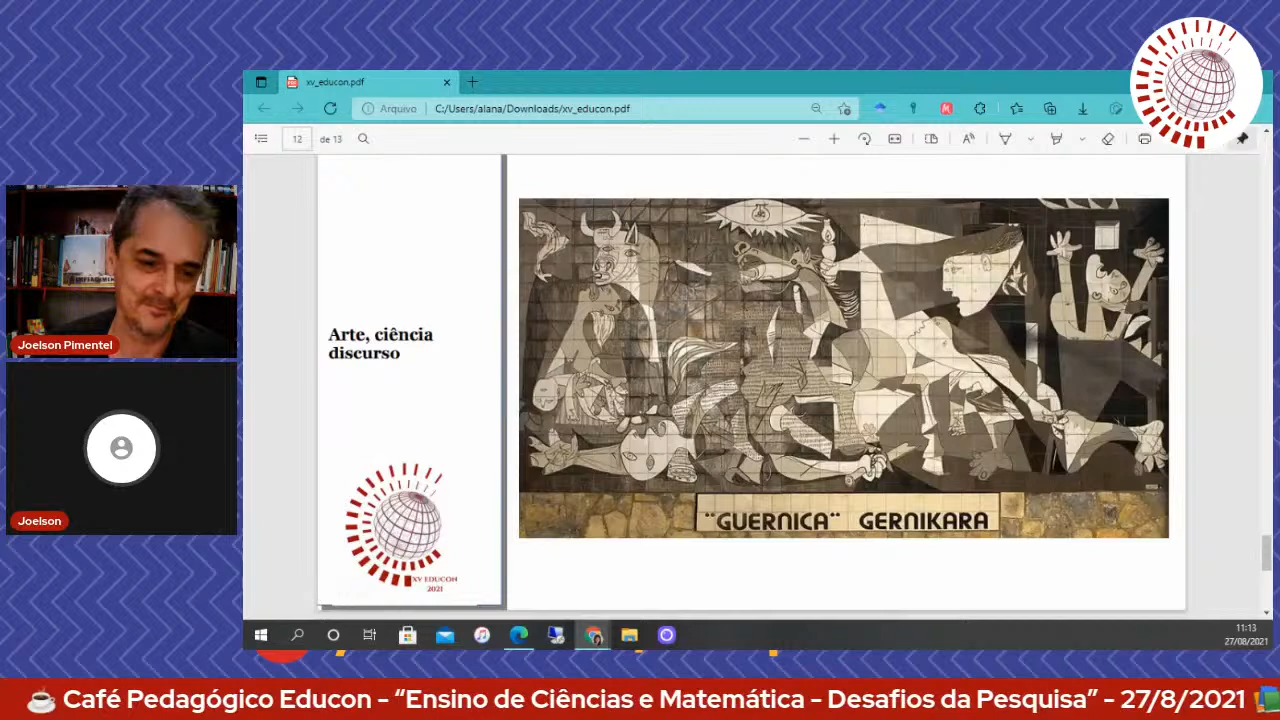 xv_educon.pdf
Arquivo
C:/Users/alana/Downloads/xv_educon.pdf
12
de 13
Arte, ciência
discurso
"GUERNICA" GERNIKARA
XV EDUCON
2021
Joelson Pimentel
Joelson
11:13
27/08/2021
Café Pedagógico Educon - “Ensino de Ciências e Matemática - Desafios da Pesquisa” - 27/8/2021